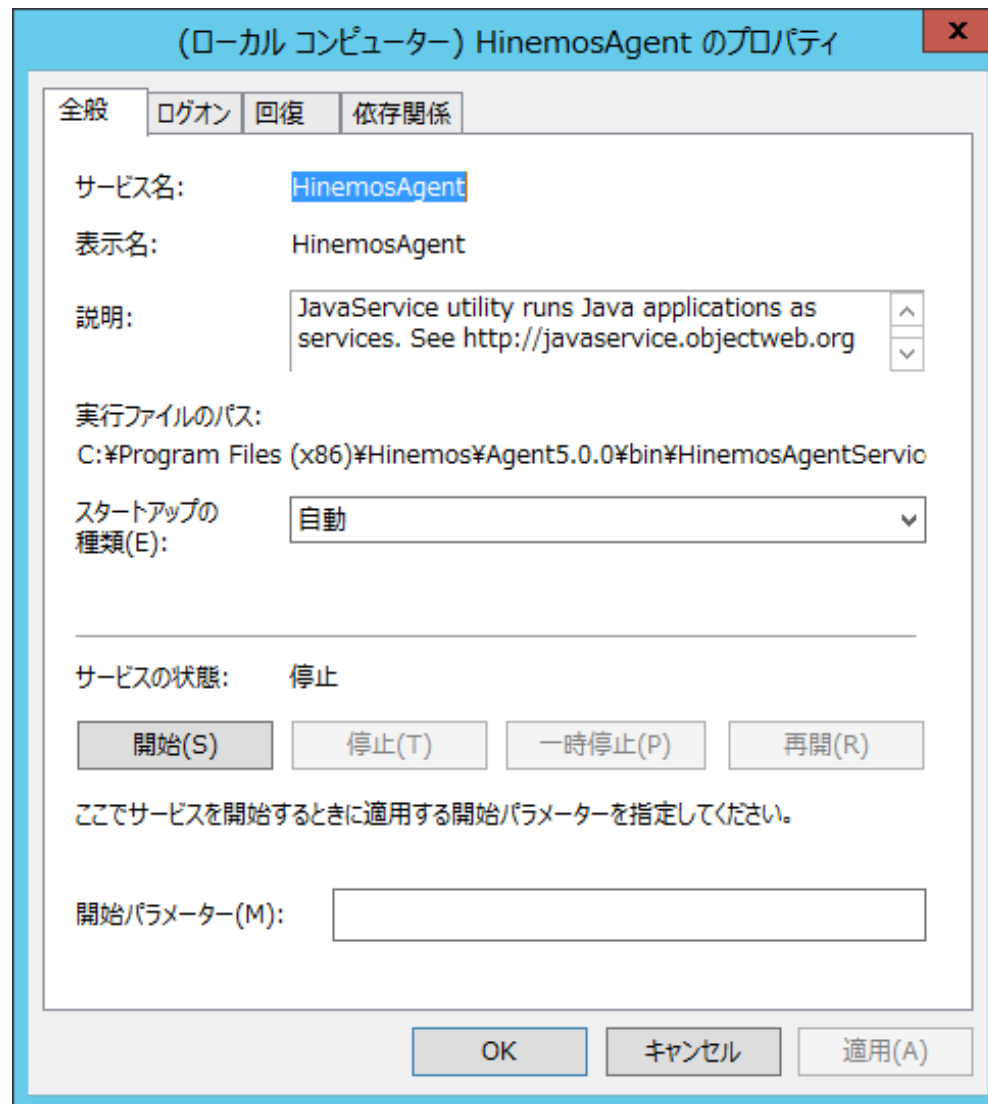 (ローカル コンピューター) HinemosAgent のプロパティ
x
全般 ログオン 回復 依存関係
サービス名: HinemosAgent
表示名: HinemosAgent
説明: JavaService utility runs Java applications as
services. See http://javaservice.objectweb.org
実行ファイルのパス:
C:¥Program Files (x86)¥Hinemos¥Agent5.0.0¥bin¥HinemosAgentServic
スタートアップの
種類(E): 自動
サービスの状態: 停止
開始(S) 停止(T) 一時停止(P) 再開(R)
ここでサービスを開始するときに適用する開始パラメーターを指定してください。
開始パラメーター(M):
OK キャンセル 適用(A)